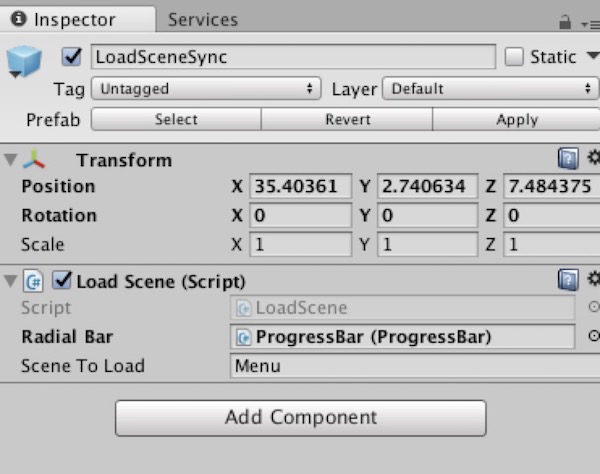 Inspector Services
LoadSceneSync Static
Tag Untagged Layer Default
Prefab Select Revert Apply
Transform
Position X 35.40361 Y 2.740634 Z 7.484375
Rotation X 0 Y 0 Z 0
Scale X 1 Y 1 Z 1
C# Load Scene (Script)
Script LoadScene
Radial Bar ProgressBar (ProgressBar)
Scene To Load Menu
Add Component